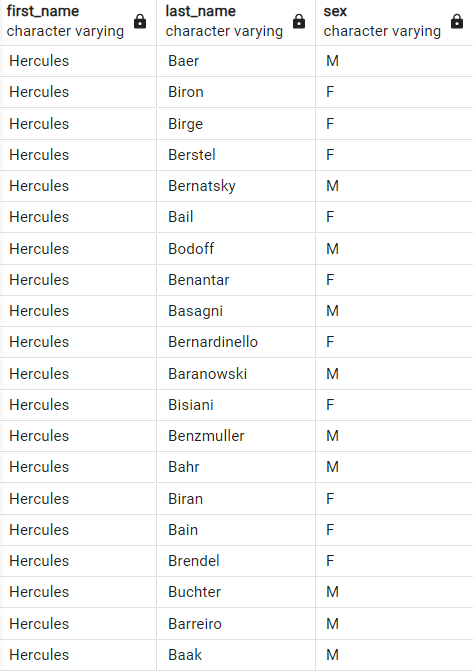 first_name last_name sex
character varying character varying character varying
Hercules Baer M
Hercules Biron F
Hercules Birge F
Hercules Berstel F
Hercules Bernatsky M
Hercules Bail F
Hercules Bodoff M
Hercules Benantar F
Hercules Basagni M
Hercules Bernardinello F
Hercules Baranowski M
Hercules Bisiani F
Hercules Benzmuller M
Hercules Bahr M
Hercules Biran F
Hercules Bain F
Hercules Brendel F
Hercules Buchter M
Hercules Barreiro M
Hercules Baak M